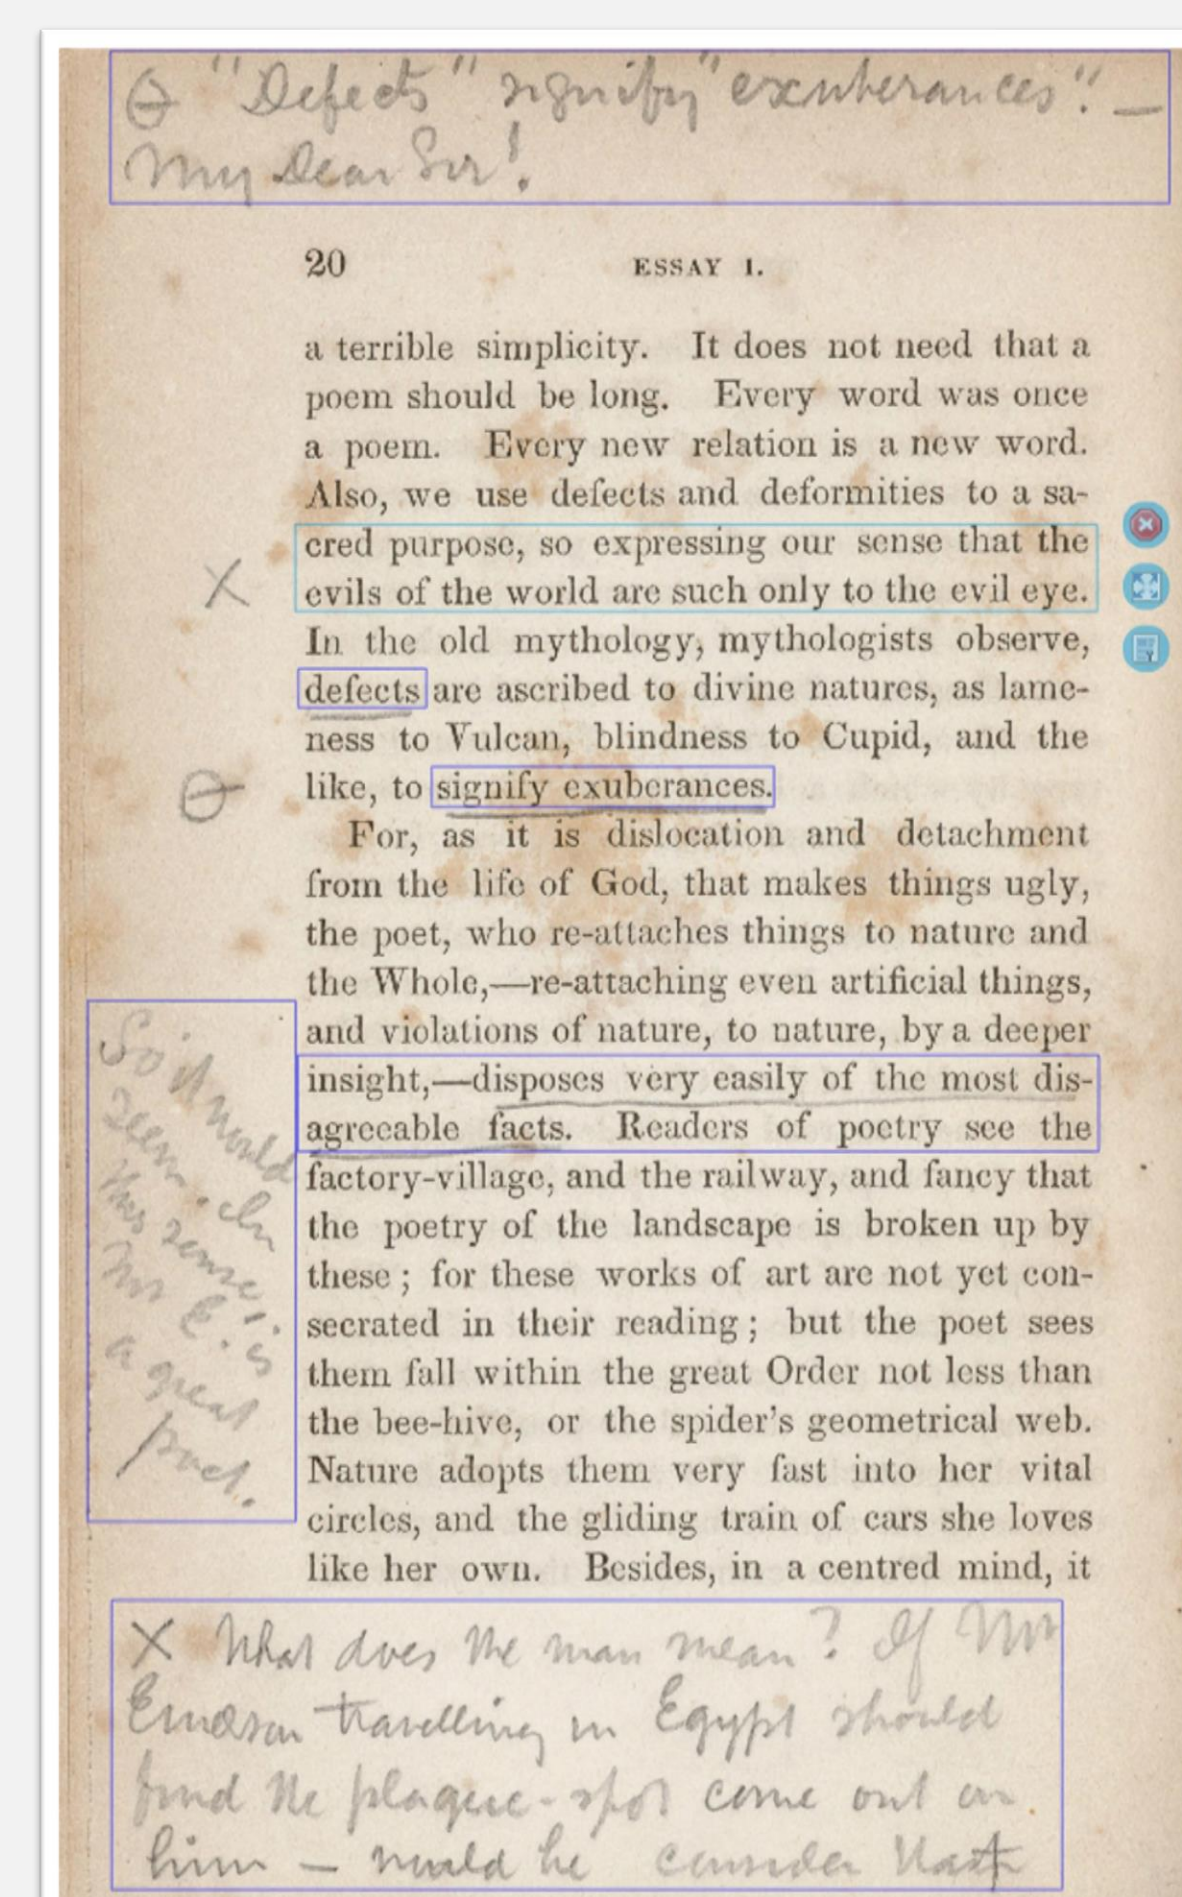 ⊖ "Defects" signify "exuberances". —
My Dear Sir!
20 ESSAY I.
a terrible simplicity. It does not need that a
poem should be long. Every word was once
a poem. Every new relation is a new word.
Also, we use defects and deformities to a sa-
cred purpose, so expressing our sense that the
X
evils of the world are such only to the evil eye.
In the old mythology, mythologists observe,
defects are ascribed to divine natures, as lame-
ness to Vulcan, blindness to Cupid, and the
⊖
like, to signify exuberances.
For, as it is dislocation and detachment
from the life of God, that makes things ugly,
the poet, who re-attaches things to nature and
the Whole,—re-attaching even artificial things,
and violations of nature, to nature, by a deeper
insight,—disposes very easily of the most dis-
agreeable facts. Readers of poetry see the
factory-village, and the railway, and fancy that
the poetry of the landscape is broken up by
these ; for these works of art are not yet con-
secrated in their reading ; but the poet sees
them fall within the great Order not less than
the bee-hive, or the spider's geometrical web.
Nature adopts them very fast into her vital
circles, and the gliding train of cars she loves
like her own. Besides, in a centred mind, it
So it would
seem. In
this sense,
Mr E. is
a great
poet.
X What does the man mean? If Mr
Emerson travelling in Egypt should
find the plague-spot come out on
him — would he consider that